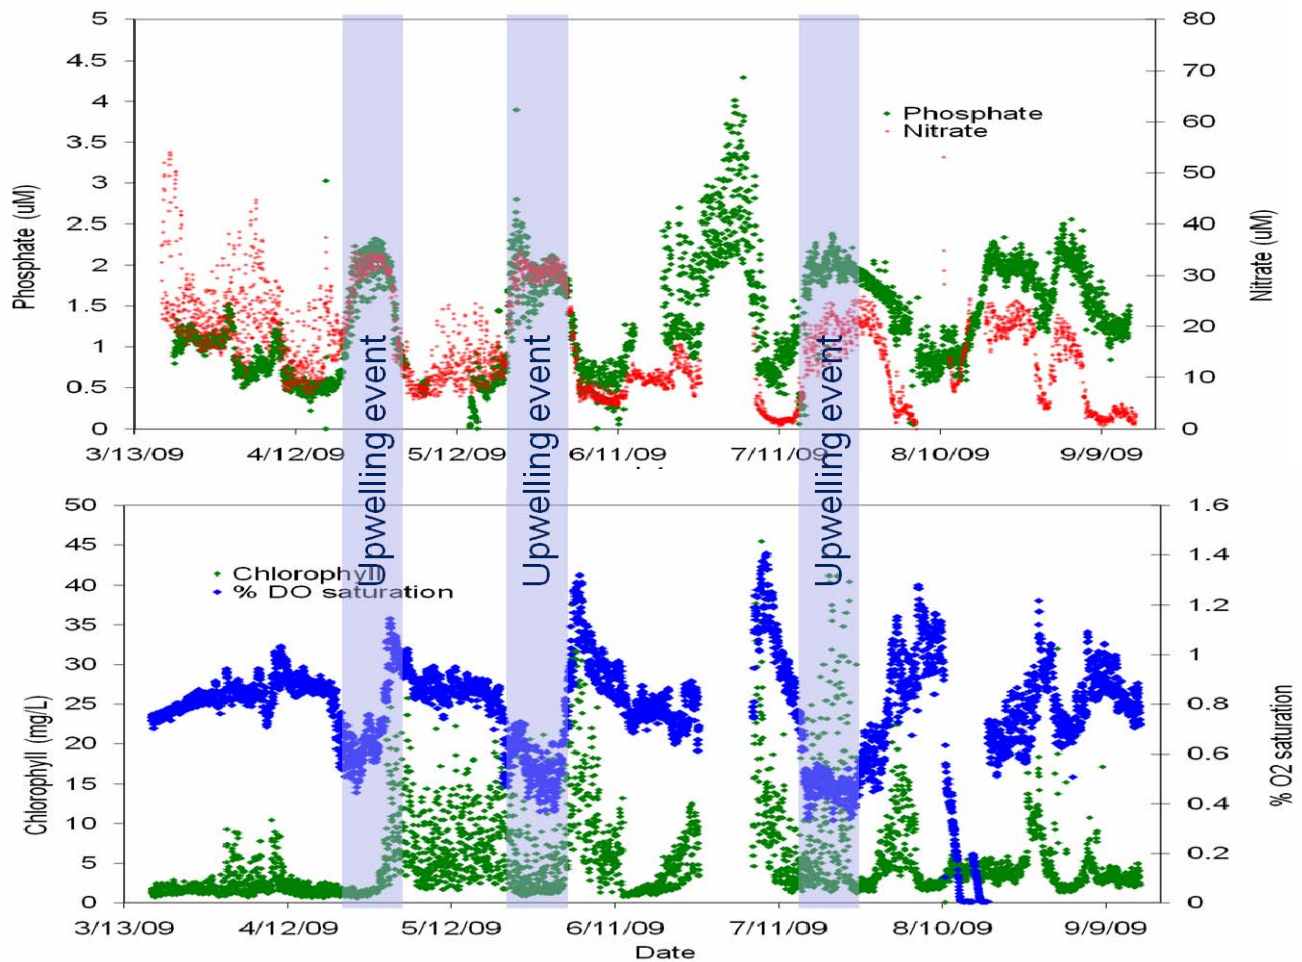 5 80
4.5 70
4 60
3.5 50
3 40
2.5 30
2 20
1.5 10
1 0
0.5
0
Phosphate (uM)
Nitrate (uM)
Phosphate
Nitrate
3/13/09 4/12/09 5/12/09 6/11/09 7/11/09 8/10/09 9/9/09
Upwelling event
Upwelling event
Upwelling event
50 1.6
45 1.4
40 1.2
35 1
30 0.8
25 0.6
20 0.4
15 0.2
10 0
5
0
Chlorophyll (mg/L)
% O2 saturation
Chlorophyll
% DO saturation
3/13/09 4/12/09 5/12/09 6/11/09 7/11/09 8/10/09 9/9/09
Date